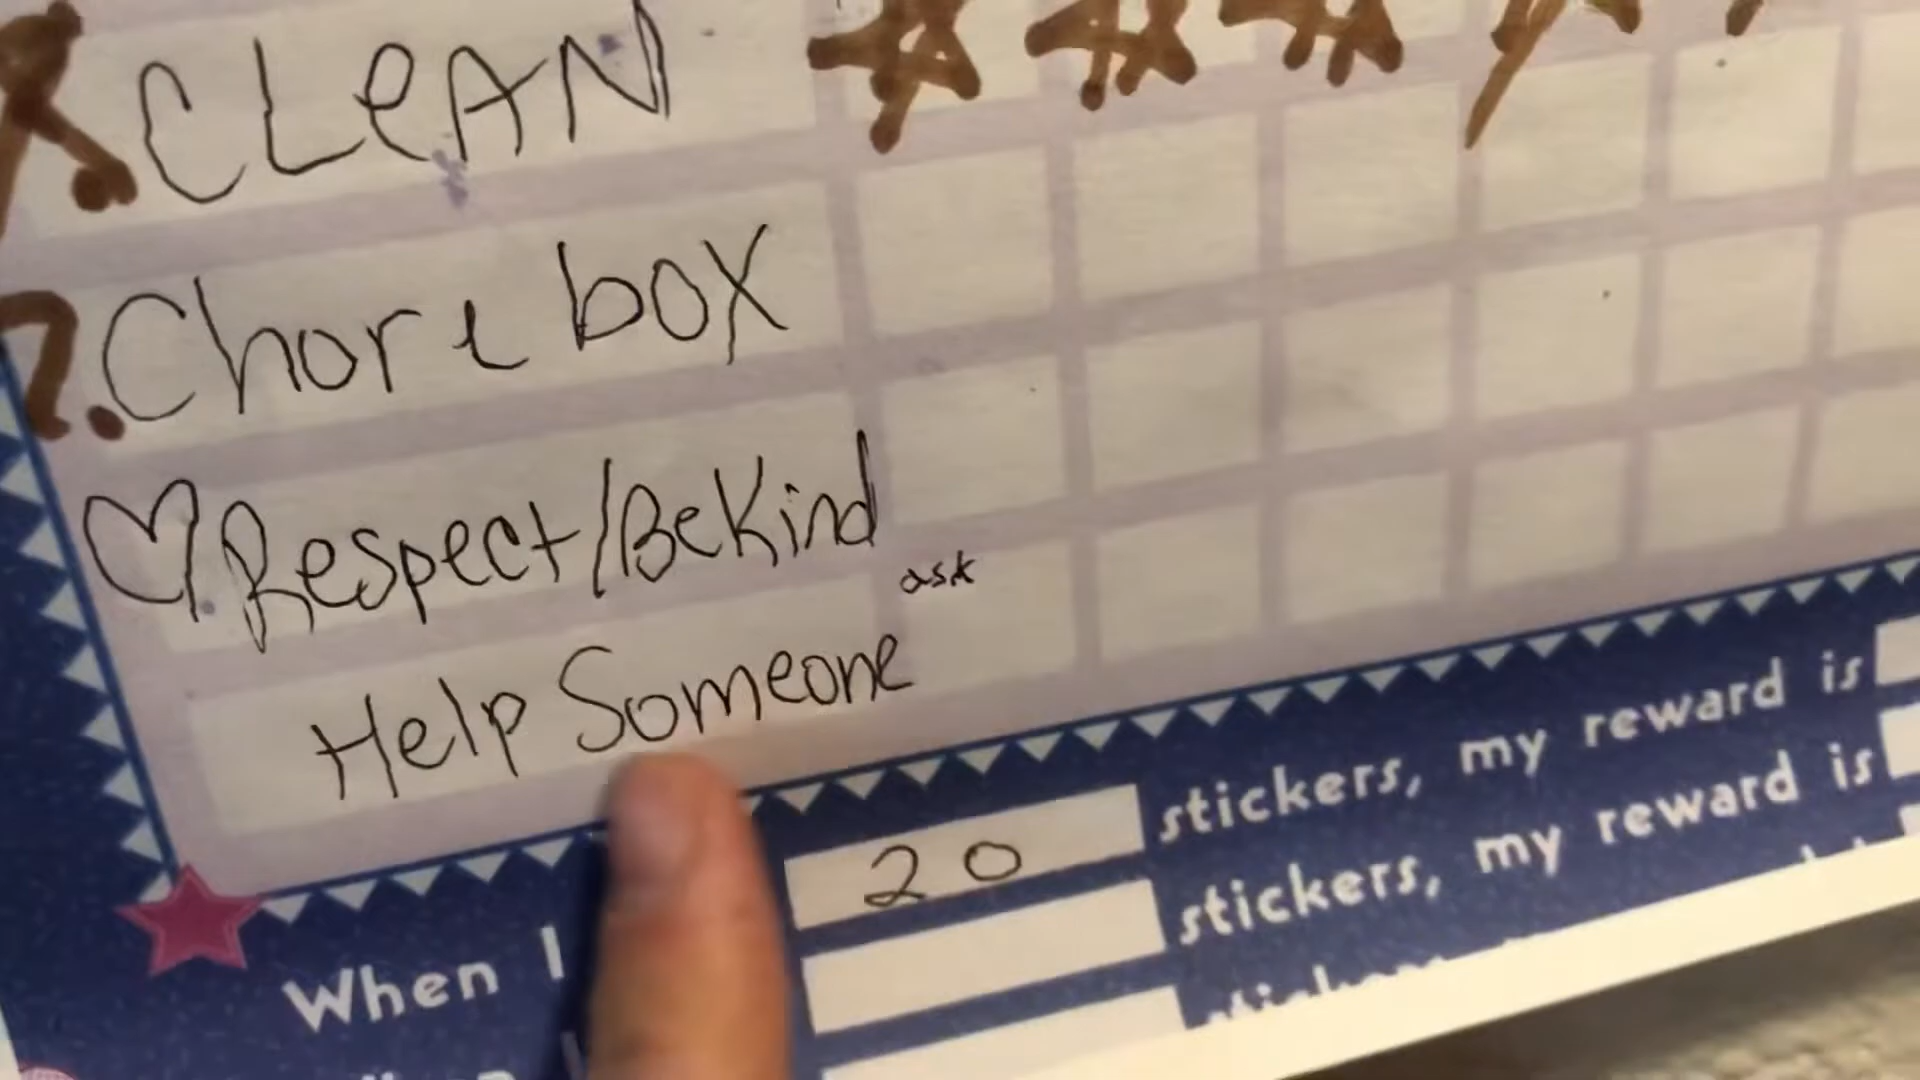 CLeAN
? Chore box
Respect/BeKind
ask
Help Someone
When I
20
stickers, my reward is
stickers, my reward is